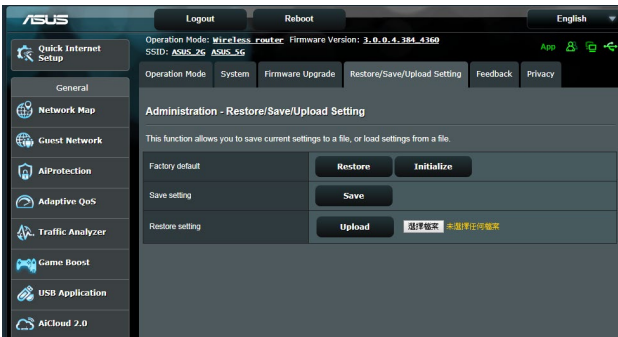 ASUS
Logout Reboot English
Operation Mode: Wireless router Firmware Version: 3.0.0.4.384_4360
SSID: ASUS_2G ASUS_5G
App
Quick Internet
Setup
General
Network Map
Guest Network
AiProtection
Adaptive QoS
Traffic Analyzer
Game Boost
USB Application
AiCloud 2.0
Operation Mode System Firmware Upgrade Restore/Save/Upload Setting Feedback Privacy
Administration - Restore/Save/Upload Setting
This function allows you to save current settings to a file, or load settings from a file.
Factory default Restore Initialize
Save setting Save
Restore setting Upload 選擇檔案 未選擇任何檔案